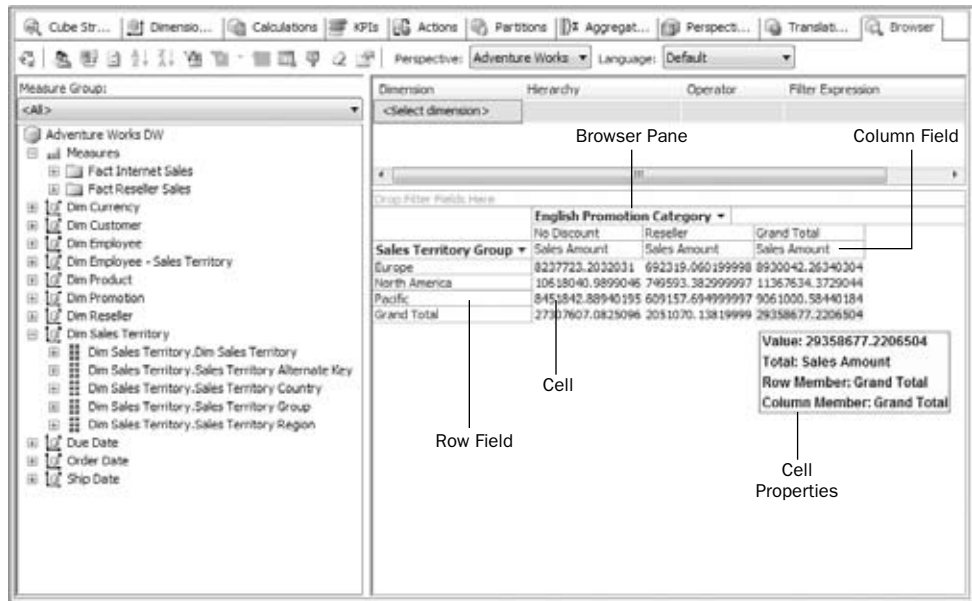 Cube Str... Dimensio... Calculations KPIs Actions Partitions Aggregat... Perspecti... Translati... Browser
Perspective: Adventure Works Language: Default
Measure Group:
<All>
Adventure Works DW
Measures
Fact Internet Sales
Fact Reseller Sales
Dim Currency
Dim Customer
Dim Employee
Dim Employee - Sales Territory
Dim Product
Dim Promotion
Dim Reseller
Dim Sales Territory
Dim Sales Territory.Dim Sales Territory
Dim Sales Territory.Sales Territory Alternate Key
Dim Sales Territory.Sales Territory Country
Dim Sales Territory.Sales Territory Group
Dim Sales Territory.Sales Territory Region
Due Date
Order Date
Ship Date
Dimension Hierarchy Operator Filter Expression
<Select dimension>
Browser Pane Column Field
Drop Filter Fields Here
English Promotion Category
No Discount Reseller Grand Total
Sales Territory Group Sales Amount Sales Amount Sales Amount
Europe 8237723.2032031 692319.060199998 8930042.26340304
North America 10618040.9899046 749593.382999997 11367634.3729044
Pacific 8451842.88940195 609157.694999997 9061000.58440184
Grand Total 27307607.0825096 2051070.13819999 29358677.2206504
Value: 29358677.2206504
Total: Sales Amount
Row Member: Grand Total
Column Member: Grand Total
Cell
Row Field
Cell
Properties